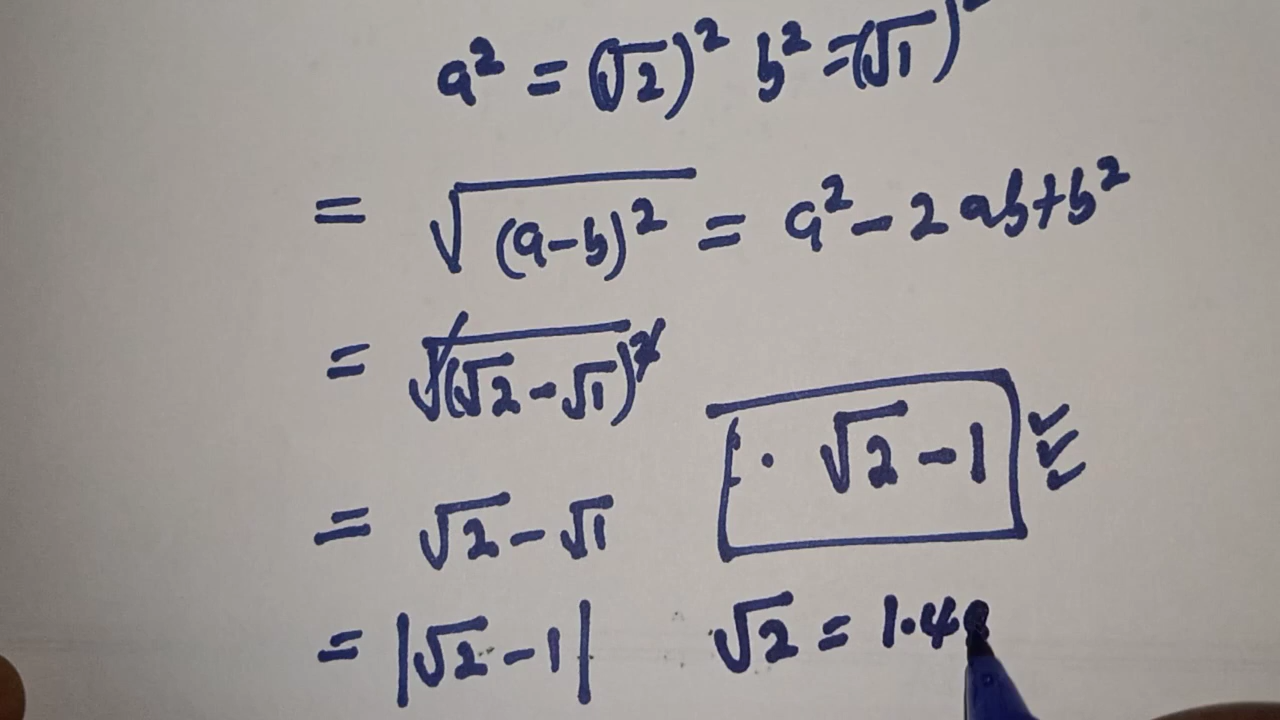 a² = (√2)² b² = (√1)²
= √(a-b)² = a² - 2ab + b²
= √(√2 - √1)²
= √2 - √1
∴ √2 - 1
= |√2 - 1|
√2 = 1.4